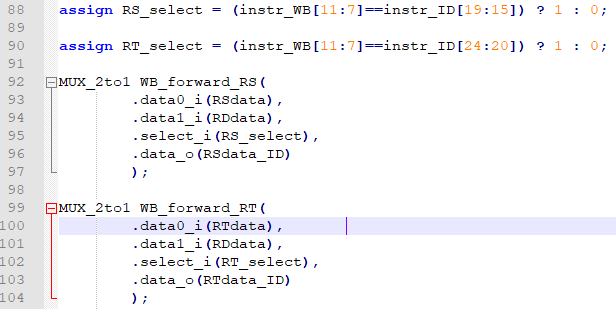 88 assign RS_select = (instr_WB[11:7]==instr_ID[19:15]) ? 1 : 0;
89
90 assign RT_select = (instr_WB[11:7]==instr_ID[24:20]) ? 1 : 0;
91
92 MUX_2to1 WB_forward_RS(
93 .data0_i(RSdata),
94 .data1_i(RDdata),
95 .select_i(RS_select),
96 .data_o(RSdata_ID)
97 );
98
99 MUX_2to1 WB_forward_RT(
100 .data0_i(RTdata),
101 .data1_i(RDdata),
102 .select_i(RT_select),
103 .data_o(RTdata_ID)
104 );